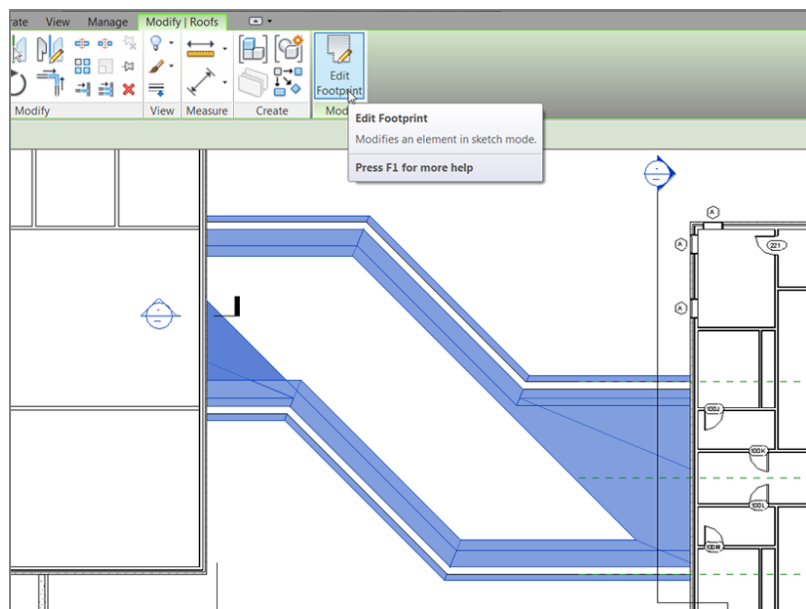 rate View Manage Modify | Roofs
Edit
Footprint
Modify View Measure Create Mod
Edit Footprint
Modifies an element in sketch mode.
Press F1 for more help
A
221
A
A
100J
100K
100L
100M